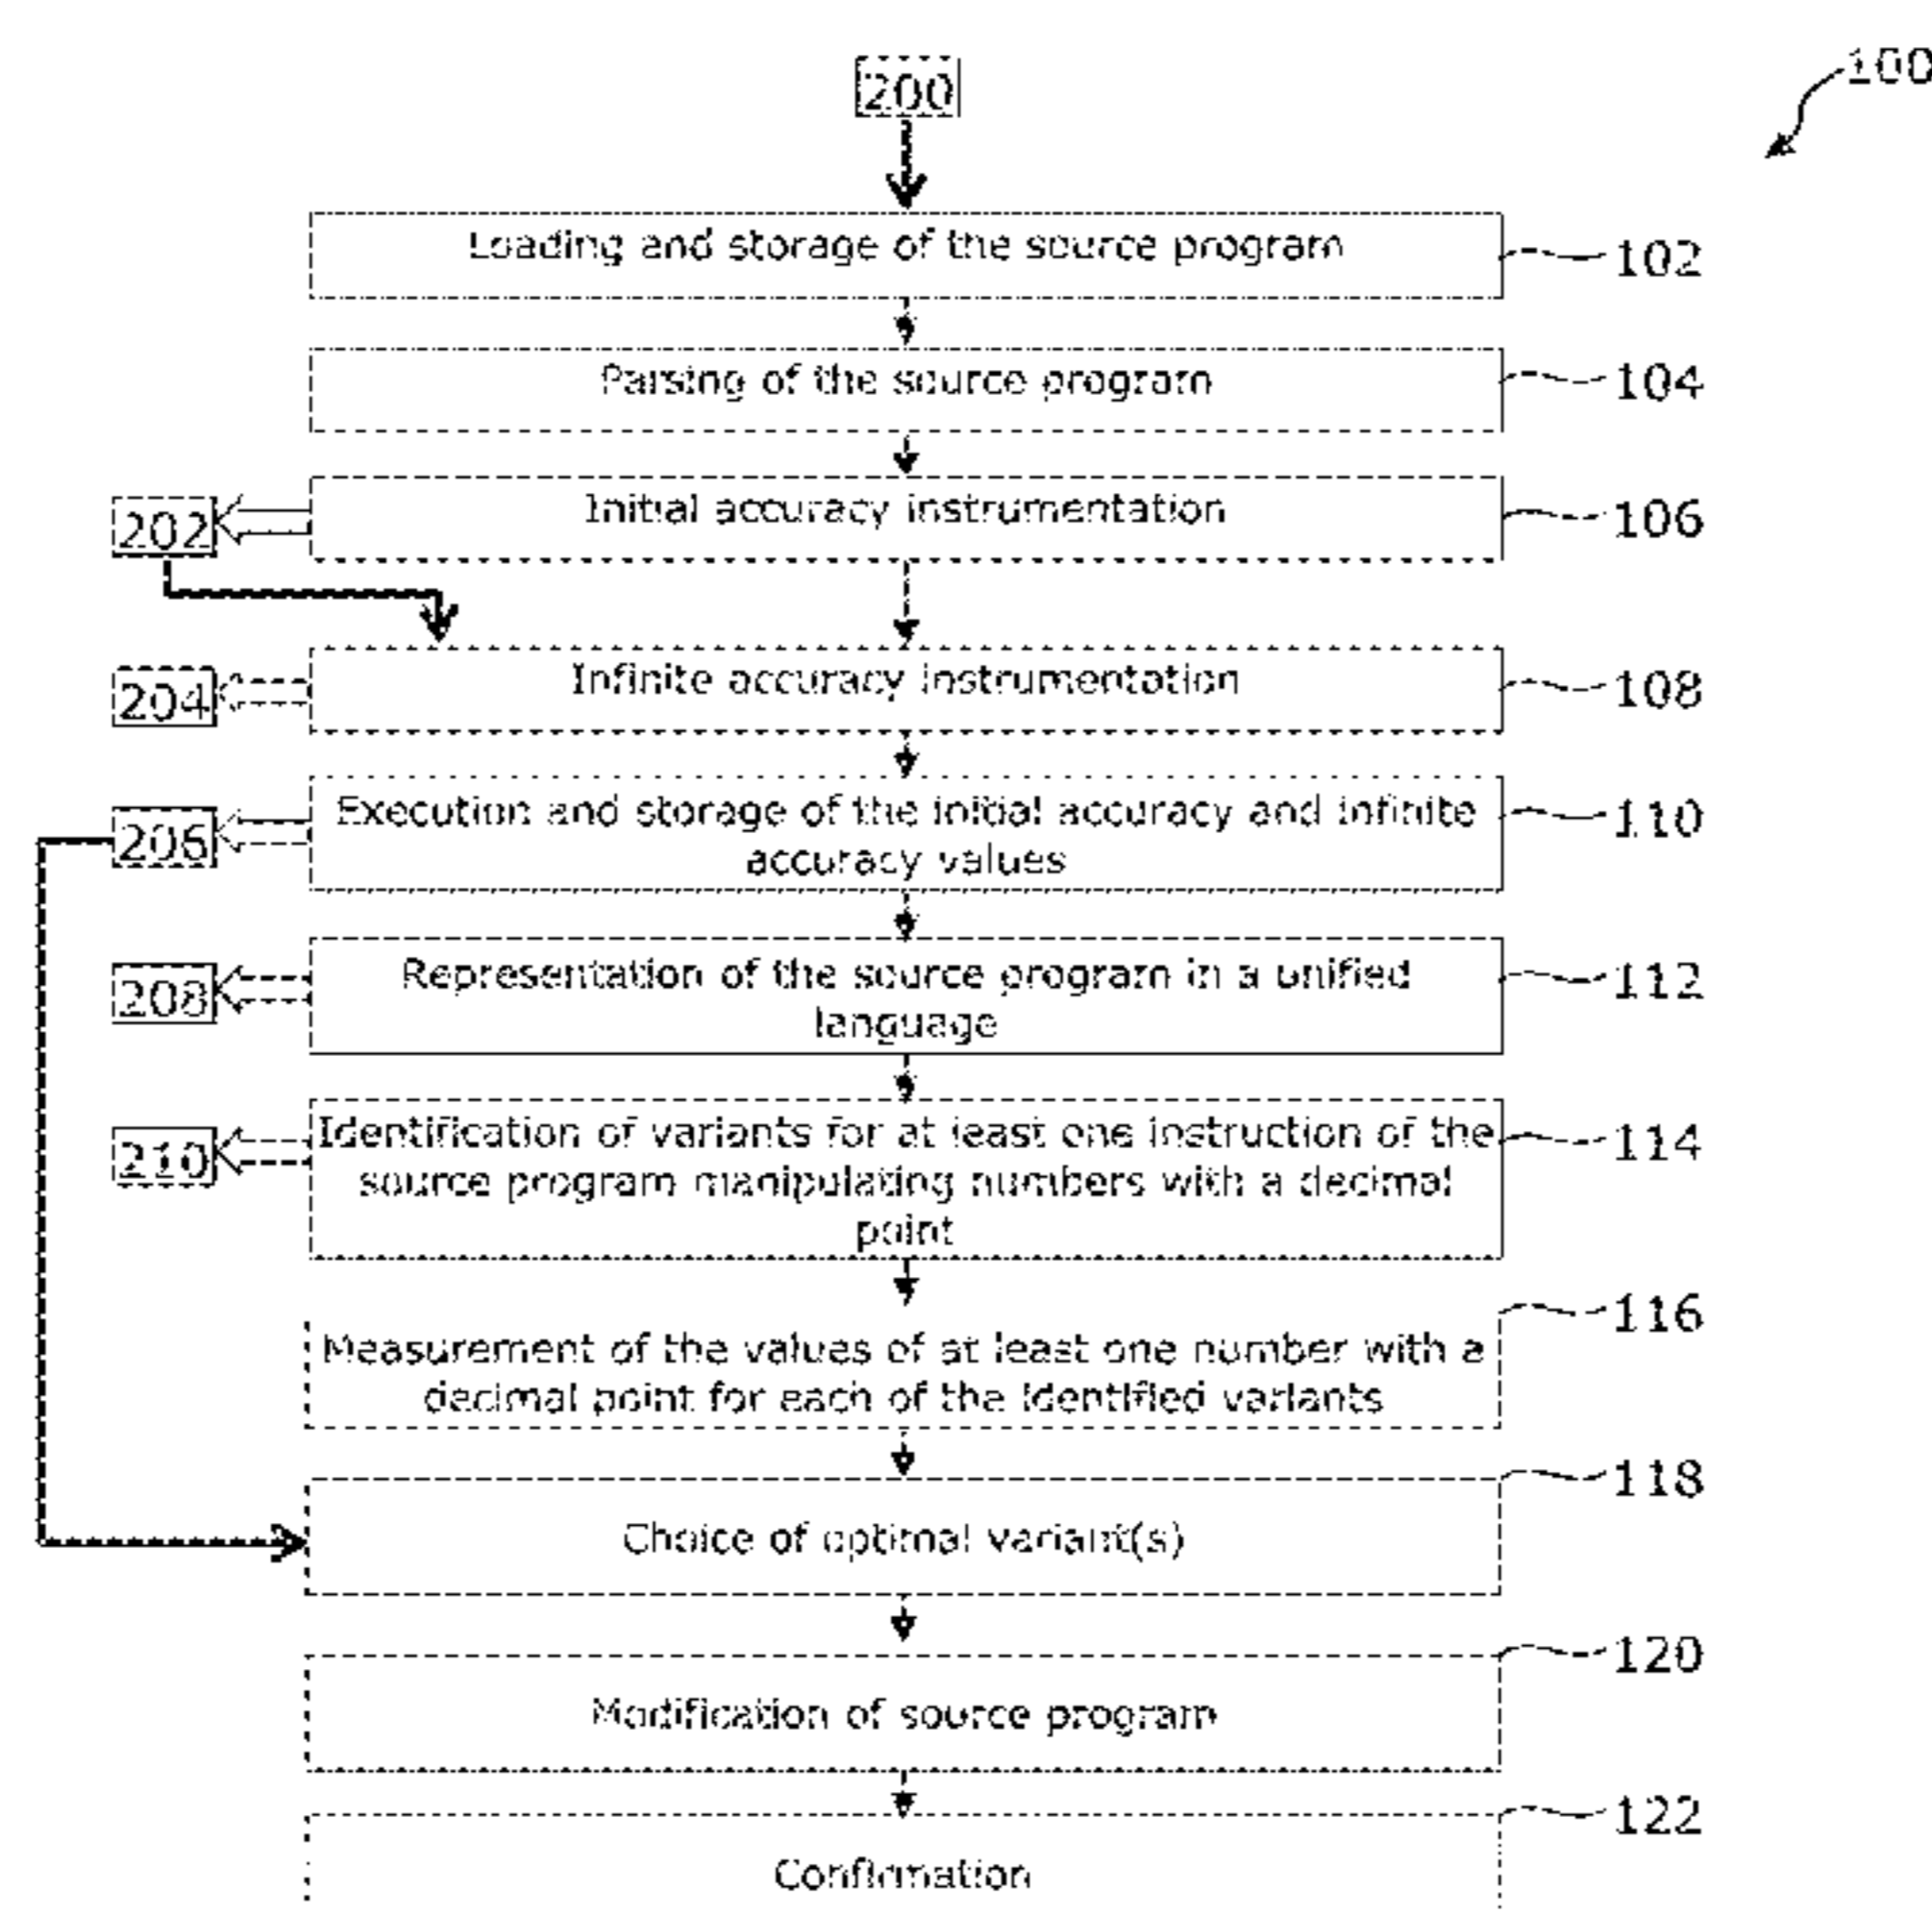 100
200
Loading and storage of the source program
102
Parsing of the source program
104
Initial accuracy instrumentation
106
202
Infinite accuracy instrumentation
108
204
Execution and storage of the initial accuracy and infinite
accuracy values
110
206
Representation of the source program in a unified
language
112
208
Identification of variants for at least one instruction of the
source program manipulating numbers with a decimal
point
114
210
Measurement of the values of at least one number with a
decimal point for each of the identified variants
116
Choice of optimal variant(s)
118
Modification of source program
120
Confirmation
122